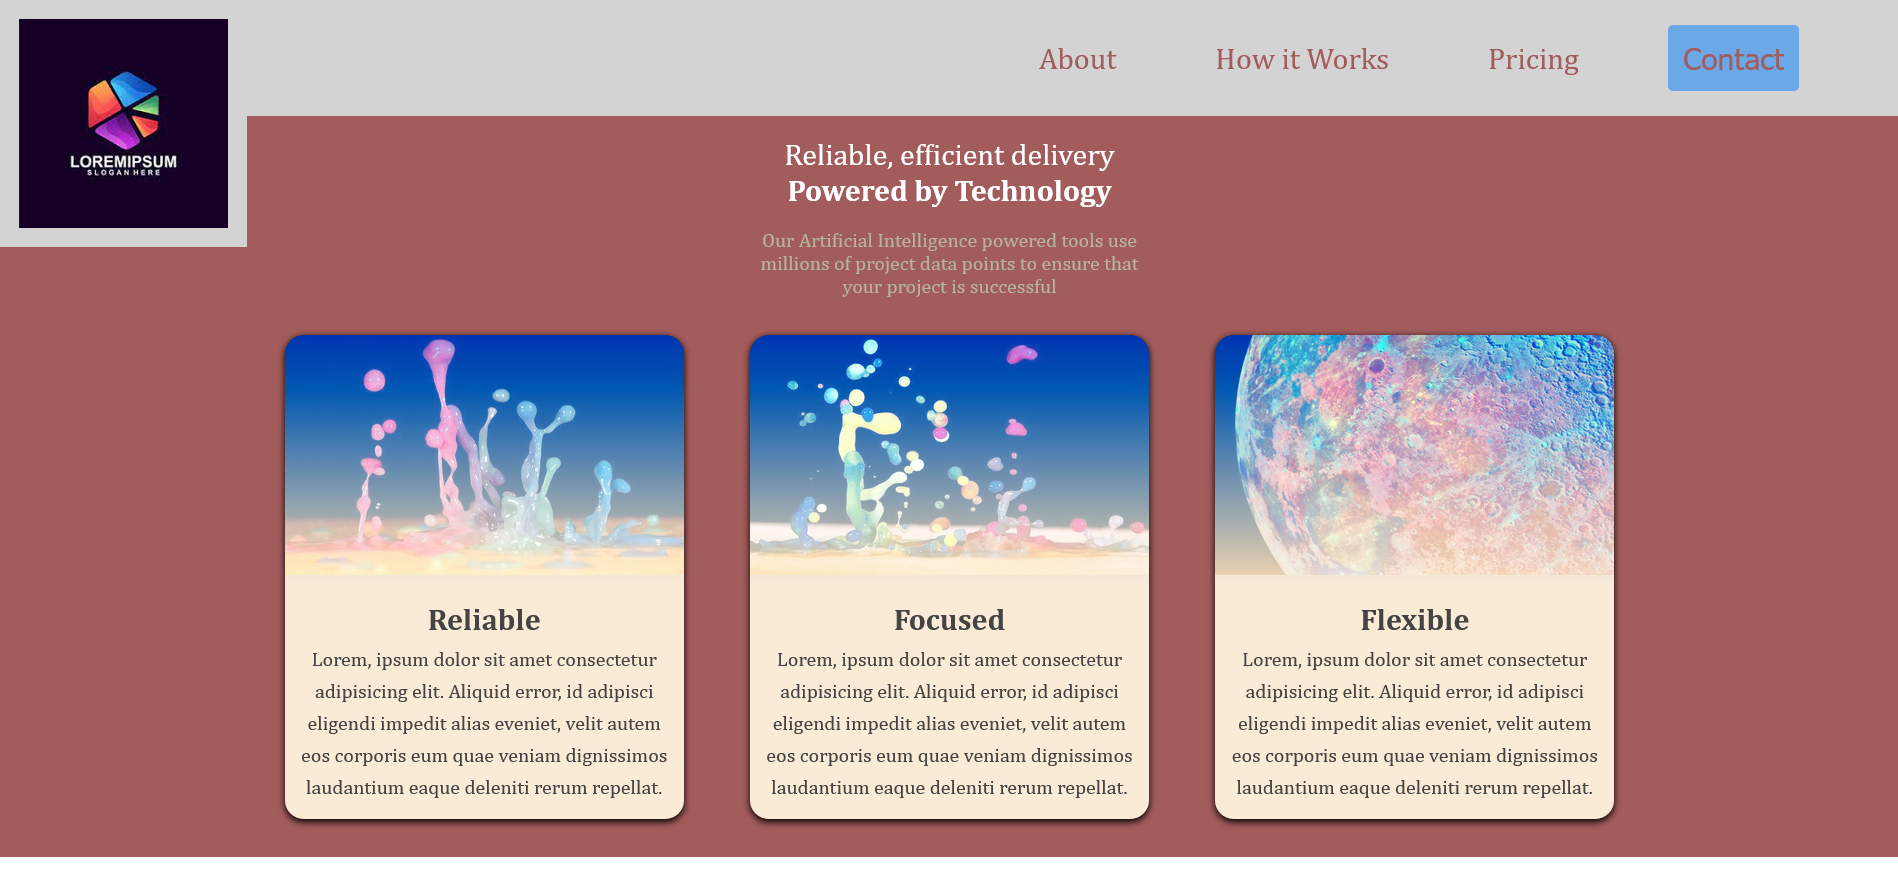 LOREMIPSUM
SLOGAN HERE
About
How it Works
Pricing
Contact
Reliable, efficient delivery
Powered by Technology
Our Artificial Intelligence powered tools use
millions of project data points to ensure that
your project is successful
Reliable
Lorem, ipsum dolor sit amet consectetur
adipisicing elit. Aliquid error, id adipisci
eligendi impedit alias eveniet, velit autem
eos corporis eum quae veniam dignissimos
laudantium eaque deleniti rerum repellat.
Focused
Lorem, ipsum dolor sit amet consectetur
adipisicing elit. Aliquid error, id adipisci
eligendi impedit alias eveniet, velit autem
eos corporis eum quae veniam dignissimos
laudantium eaque deleniti rerum repellat.
Flexible
Lorem, ipsum dolor sit amet consectetur
adipisicing elit. Aliquid error, id adipisci
eligendi impedit alias eveniet, velit autem
eos corporis eum quae veniam dignissimos
laudantium eaque deleniti rerum repellat.